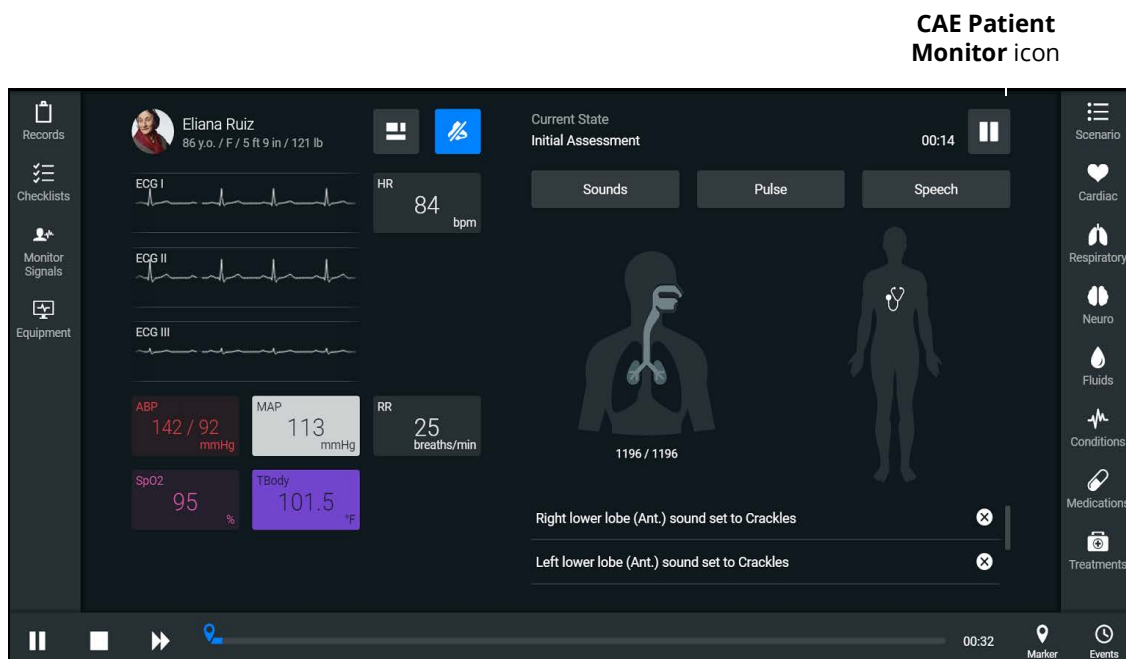 CAE Patient
Monitor icon
Records
Checklists
Monitor
Signals
Equipment
Eliana Ruiz
86 y.o. / F / 5 ft 9 in / 121 lb
ECG I
HR
84
bpm
ECG II
ECG III
ABP
142 / 92
mmHg
MAP
113
mmHg
RR
25
breaths/min
SpO2
95
%
TBody
101.5
°F
Current State
Initial Assessment
00:14
Sounds
Pulse
Speech
1196 / 1196
Right lower lobe (Ant.) sound set to Crackles
Left lower lobe (Ant.) sound set to Crackles
Scenario
Cardiac
Respiratory
Neuro
Fluids
Conditions
Medications
Treatments
00:32
Marker
Events